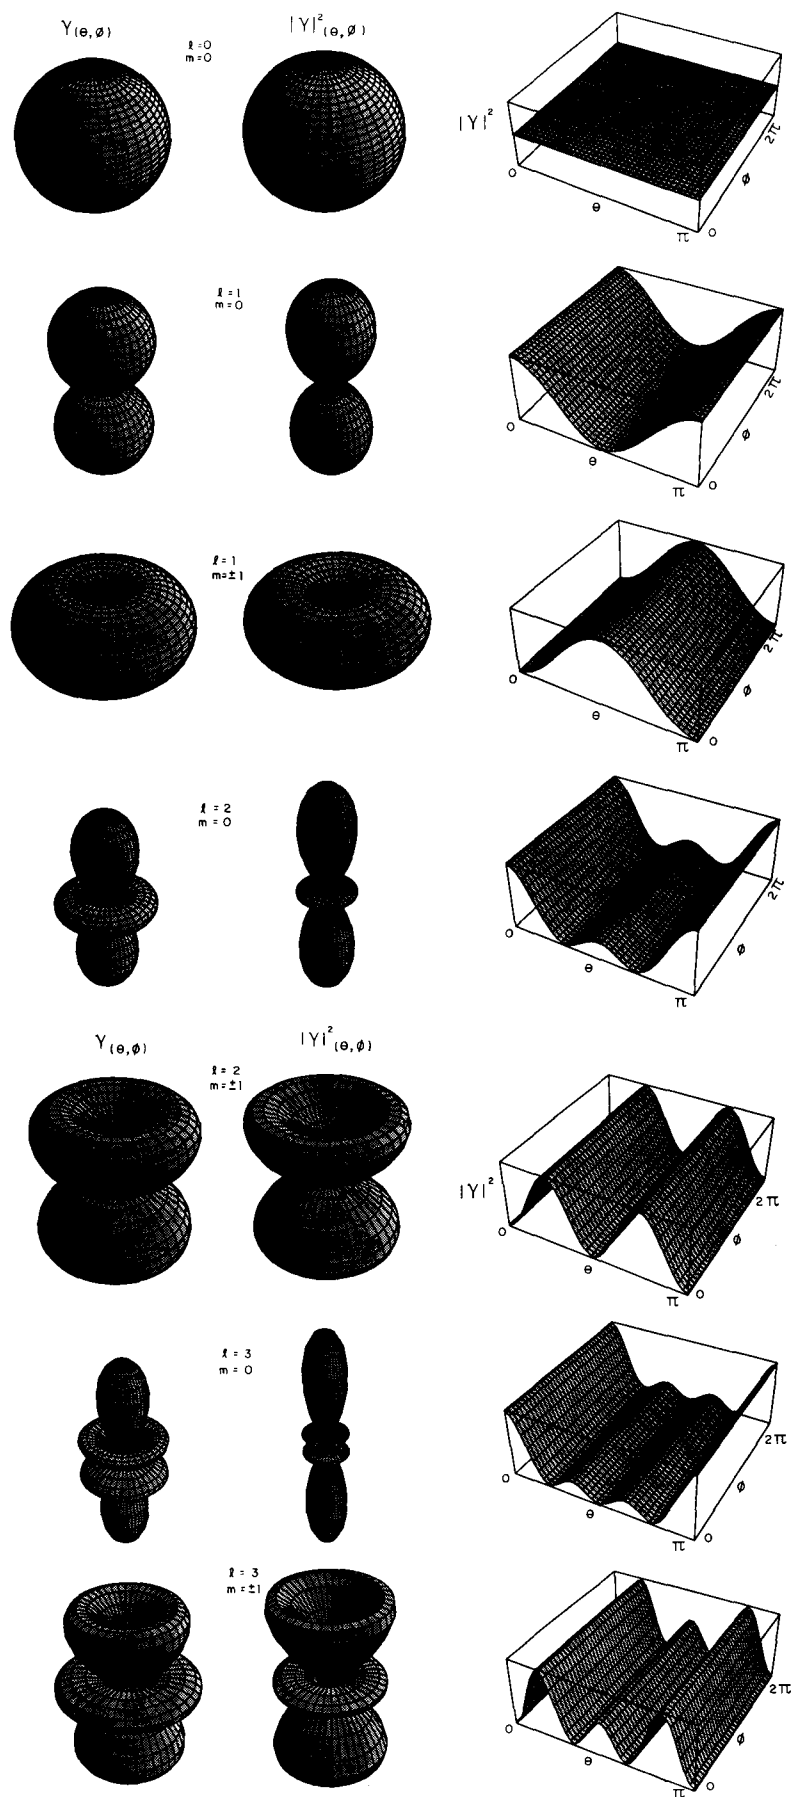 Y(θ,ϕ)
|Y|²(θ,ϕ)
ℓ=0
m=0
|Y|²
0
θ
π
0
ϕ
2π
ℓ=1
m=0
0
θ
π
0
ϕ
2π
ℓ=1
m=±1
0
θ
π
0
ϕ
2π
ℓ = 2
m = 0
0
θ
π
0
ϕ
2π
Y(θ,ϕ)
|Y|²(θ,ϕ)
ℓ=2
m=±1
|Y|²
0
θ
π
0
ϕ
2π
ℓ = 3
m = 0
0
θ
π
0
ϕ
2π
ℓ = 3
m=±1
0
θ
π
0
ϕ
2π